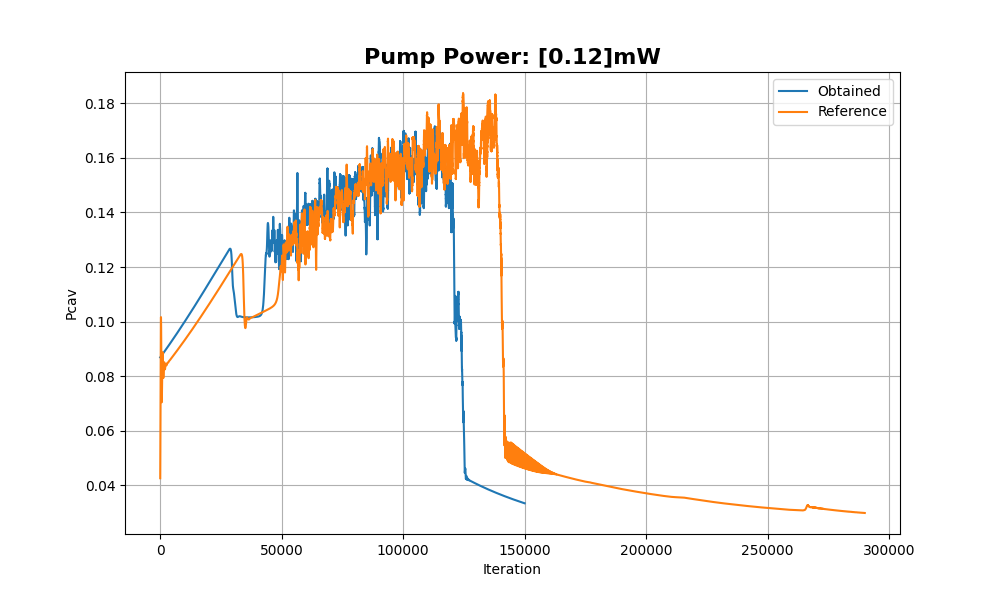 Pump Power: [0.12]mW
Obtained
Reference
0.18
0.16
0.14
0.12
0.10
0.08
0.06
0.04
Pcav
0 50000 100000 150000 200000 250000 300000
Iteration